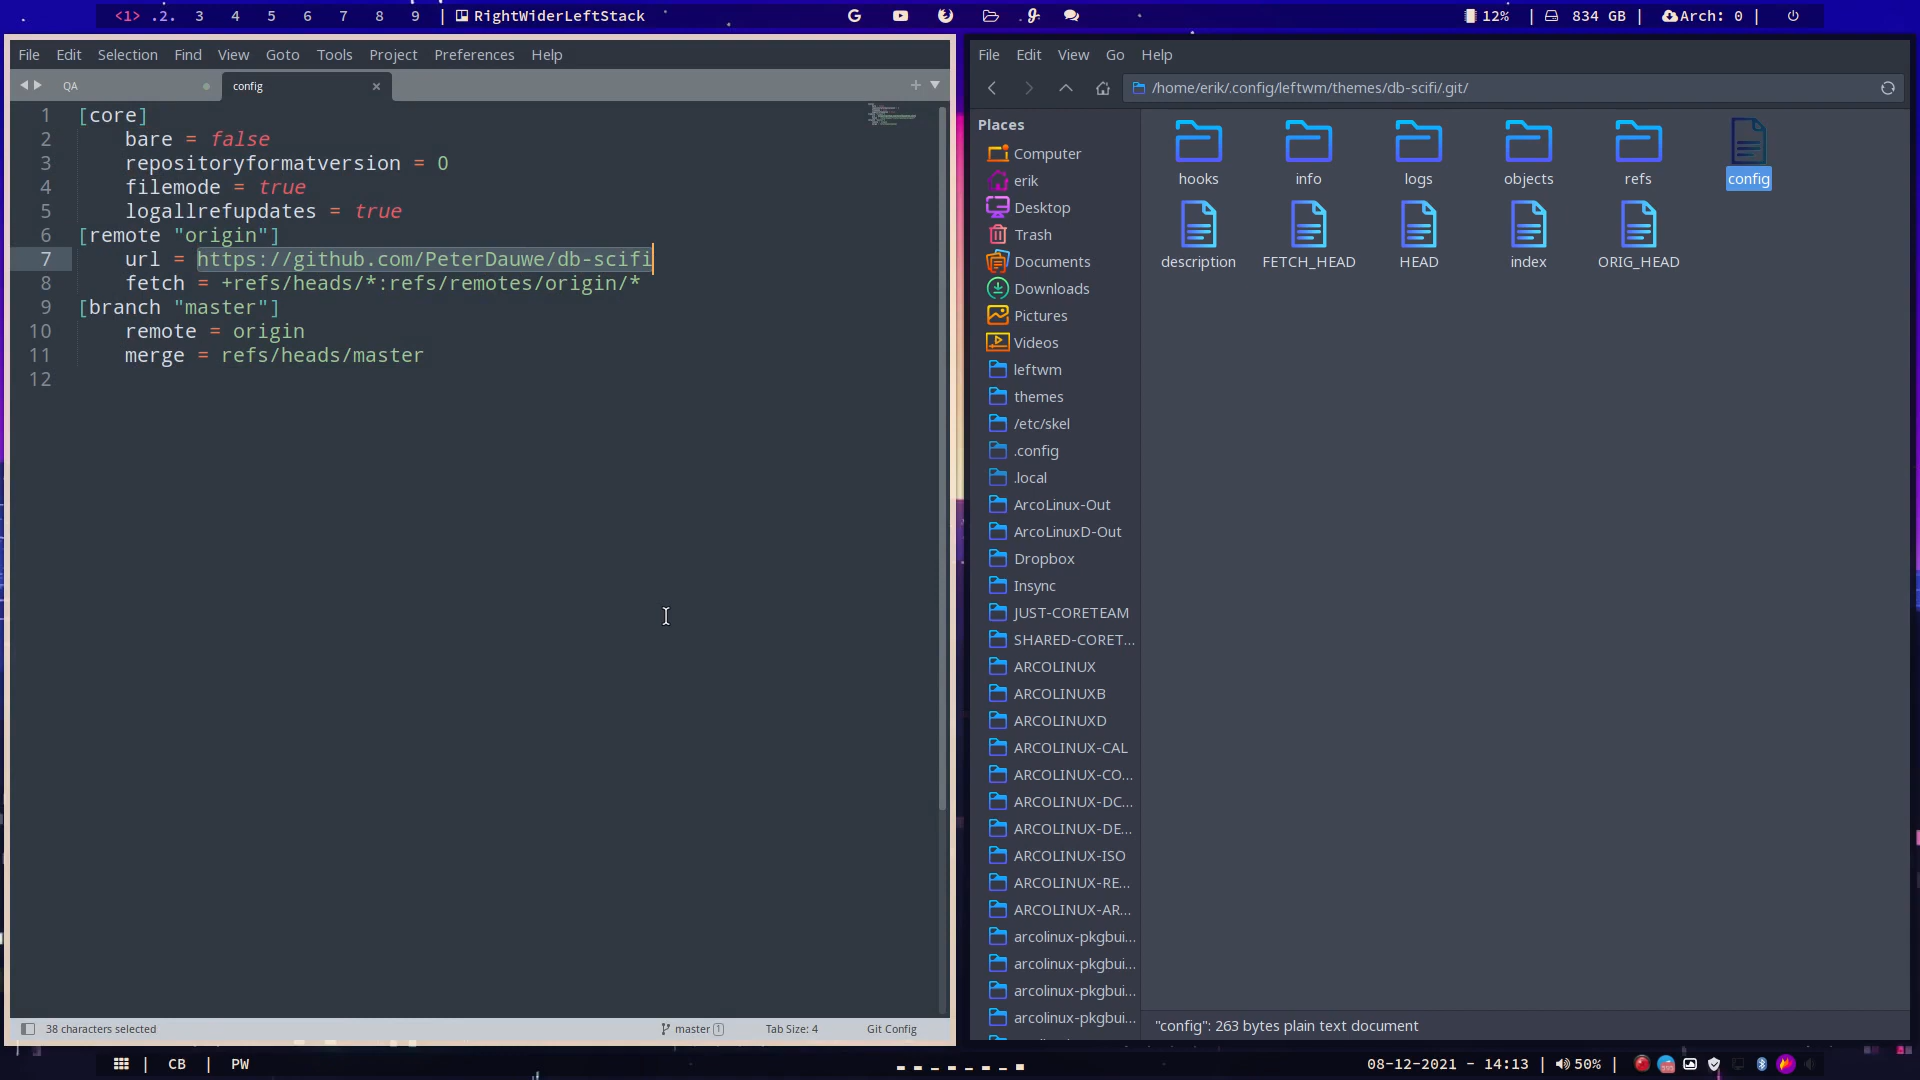 <1> .2. 3 4 5 6 7 8 9 | RightWiderLeftStack
12% | 834 GB | Arch: 0 |
File Edit Selection Find View Goto Tools Project Preferences Help
QA
config
1 [core]
2 bare = false
3 repositoryformatversion = 0
4 filemode = true
5 logallrefupdates = true
6 [remote "origin"]
7 url = https://github.com/PeterDauwe/db-scifi
8 fetch = +refs/heads/*:refs/remotes/origin/*
9 [branch "master"]
10 remote = origin
11 merge = refs/heads/master
12
38 characters selected
master 1
Tab Size: 4
Git Config
File Edit View Go Help
/home/erik/.config/leftwm/themes/db-scifi/.git/
Places
Computer
erik
Desktop
Trash
Documents
Downloads
Pictures
Videos
leftwm
themes
/etc/skel
.config
.local
ArcoLinux-Out
ArcoLinuxD-Out
Dropbox
Insync
JUST-CORETEAM
SHARED-CORET...
ARCOLINUX
ARCOLINUXB
ARCOLINUXD
ARCOLINUX-CAL
ARCOLINUX-CO...
ARCOLINUX-DC...
ARCOLINUX-DE...
ARCOLINUX-ISO
ARCOLINUX-RE...
ARCOLINUX-AR...
arcolinux-pkgbui...
arcolinux-pkgbui...
arcolinux-pkgbui...
arcolinux-pkgbui...
hooks info logs objects refs config
description FETCH_HEAD HEAD index ORIG_HEAD
"config": 263 bytes plain text document
| CB | PW
08-12-2021 - 14:13 | 50% |